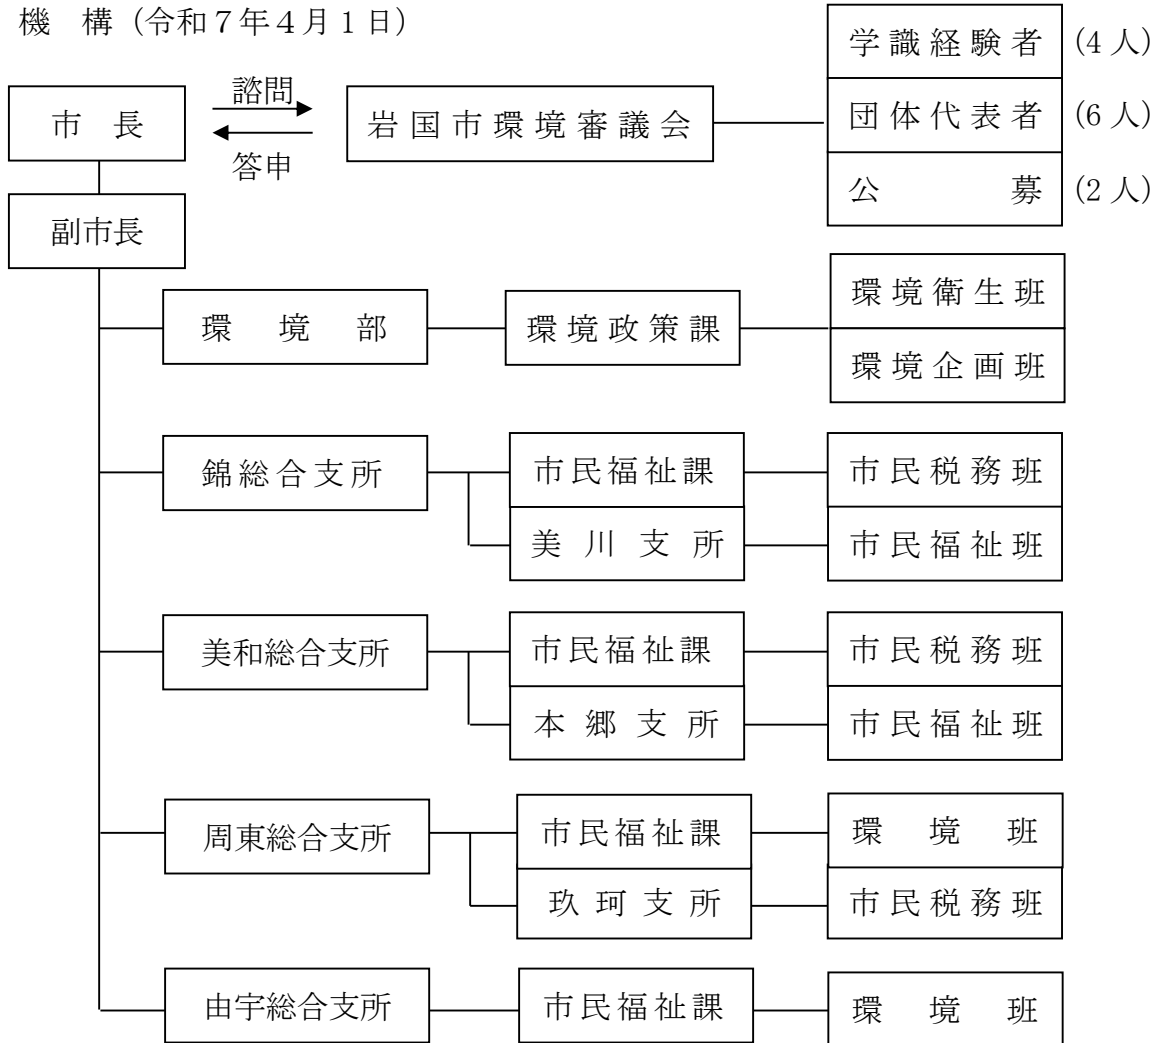 機 構 (令和7年4月1日)
学識経験者 (4人)
諮問
市長 岩国市環境審議会 団体代表者 (6人)
答申
公募 (2人)
副市長
環境衛生班
環境部 環境政策課
環境企画班
錦総合支所 市民福祉課 市民税務班
美川支所 市民福祉班
美和総合支所 市民福祉課 市民税務班
本郷支所 市民福祉班
周東総合支所 市民福祉課 環境班
玖珂支所 市民税務班
由宇総合支所 市民福祉課 環境班